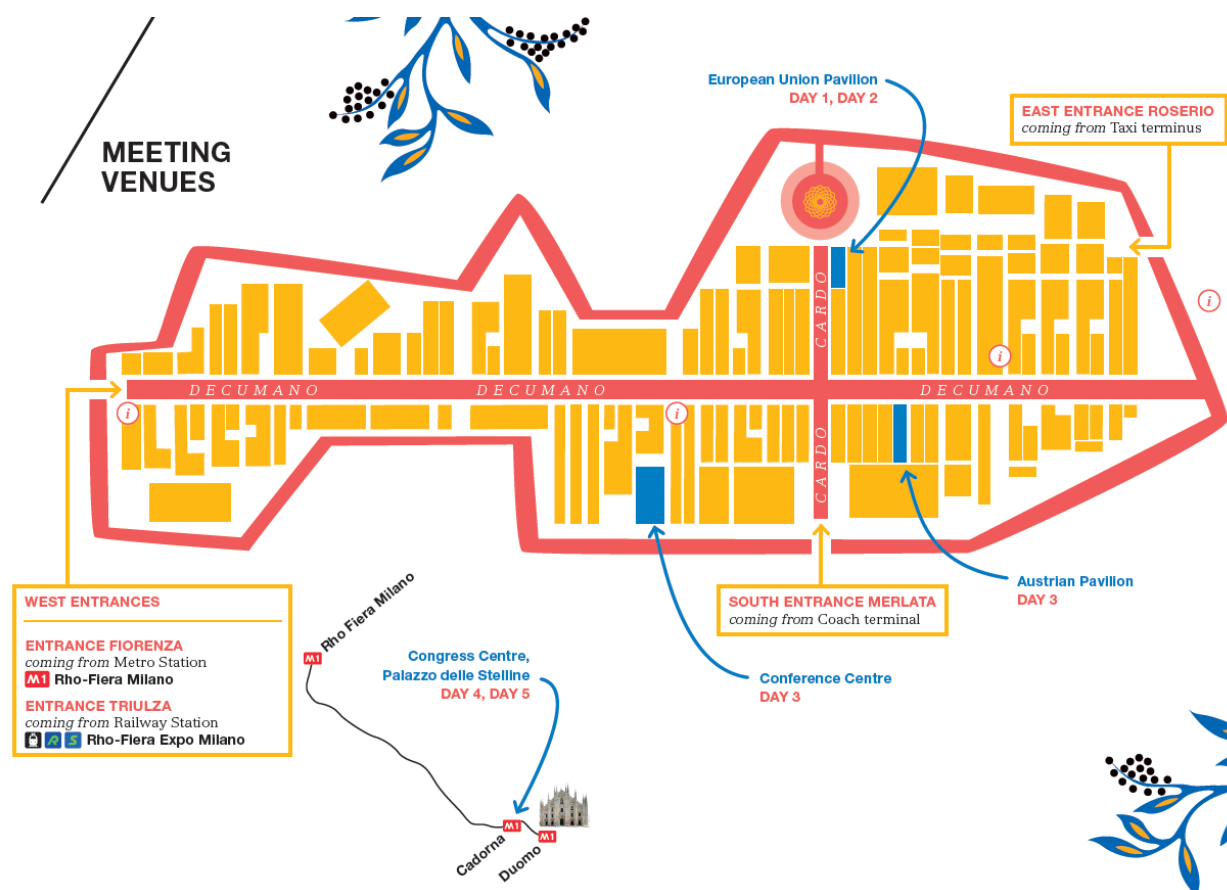 MEETING
VENUES
European Union Pavilion
DAY 1, DAY 2
EAST ENTRANCE ROSERIO
coming from Taxi terminus
i
i
CARDO
DECUMANO
DECUMANO
DECUMANO
i
i
CARDO
WEST ENTRANCES
ENTRANCE FIORENZA
coming from Metro Station
M1 Rho-Fiera Milano
ENTRANCE TRIULZA
coming from Railway Station
R S Rho-Fiera Expo Milano
SOUTH ENTRANCE MERLATA
coming from Coach terminal
Austrian Pavilion
DAY 3
Conference Centre
DAY 3
Congress Centre,
Palazzo delle Stelline
DAY 4, DAY 5
M1 Rho Fiera Milano
Cadorna M1
Duomo M1